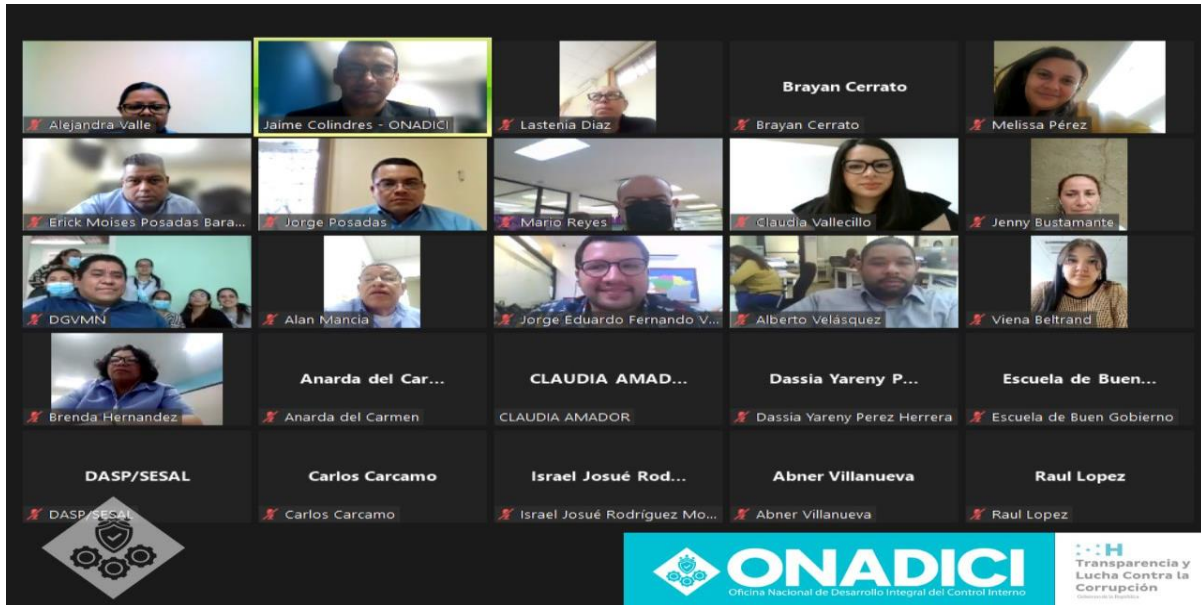 Alejandra Valle
Jaime Colindres - ONADICI
Lastenia Diaz
Brayan Cerrato
Brayan Cerrato
Melissa Pérez
Erick Moises Posadas Bara...
Jorge Posadas
Mario Reyes
Claudia Vallecillo
Jenny Bustamante
DGVMN
Alan Mancia
Jorge Eduardo Fernando V...
Alberto Velásquez
Viena Beltrand
Brenda Hernandez
Anarda del Car...
Anarda del Carmen
CLAUDIA AMAD...
CLAUDIA AMADOR
Dassia Yareny P...
Dassia Yareny Perez Herrera
Escuela de Buen...
Escuela de Buen Gobierno
DASP/SESAL
DASP/SESAL
Carlos Carcamo
Carlos Carcamo
Israel Josué Rod...
Israel Josué Rodríguez Mo...
Abner Villanueva
Abner Villanueva
Raul Lopez
Raul Lopez
ONADICI
Oficina Nacional de Desarrollo Integral del Control Interno
H
Transparencia y
Lucha Contra la
Corrupción
Gobierno de la República